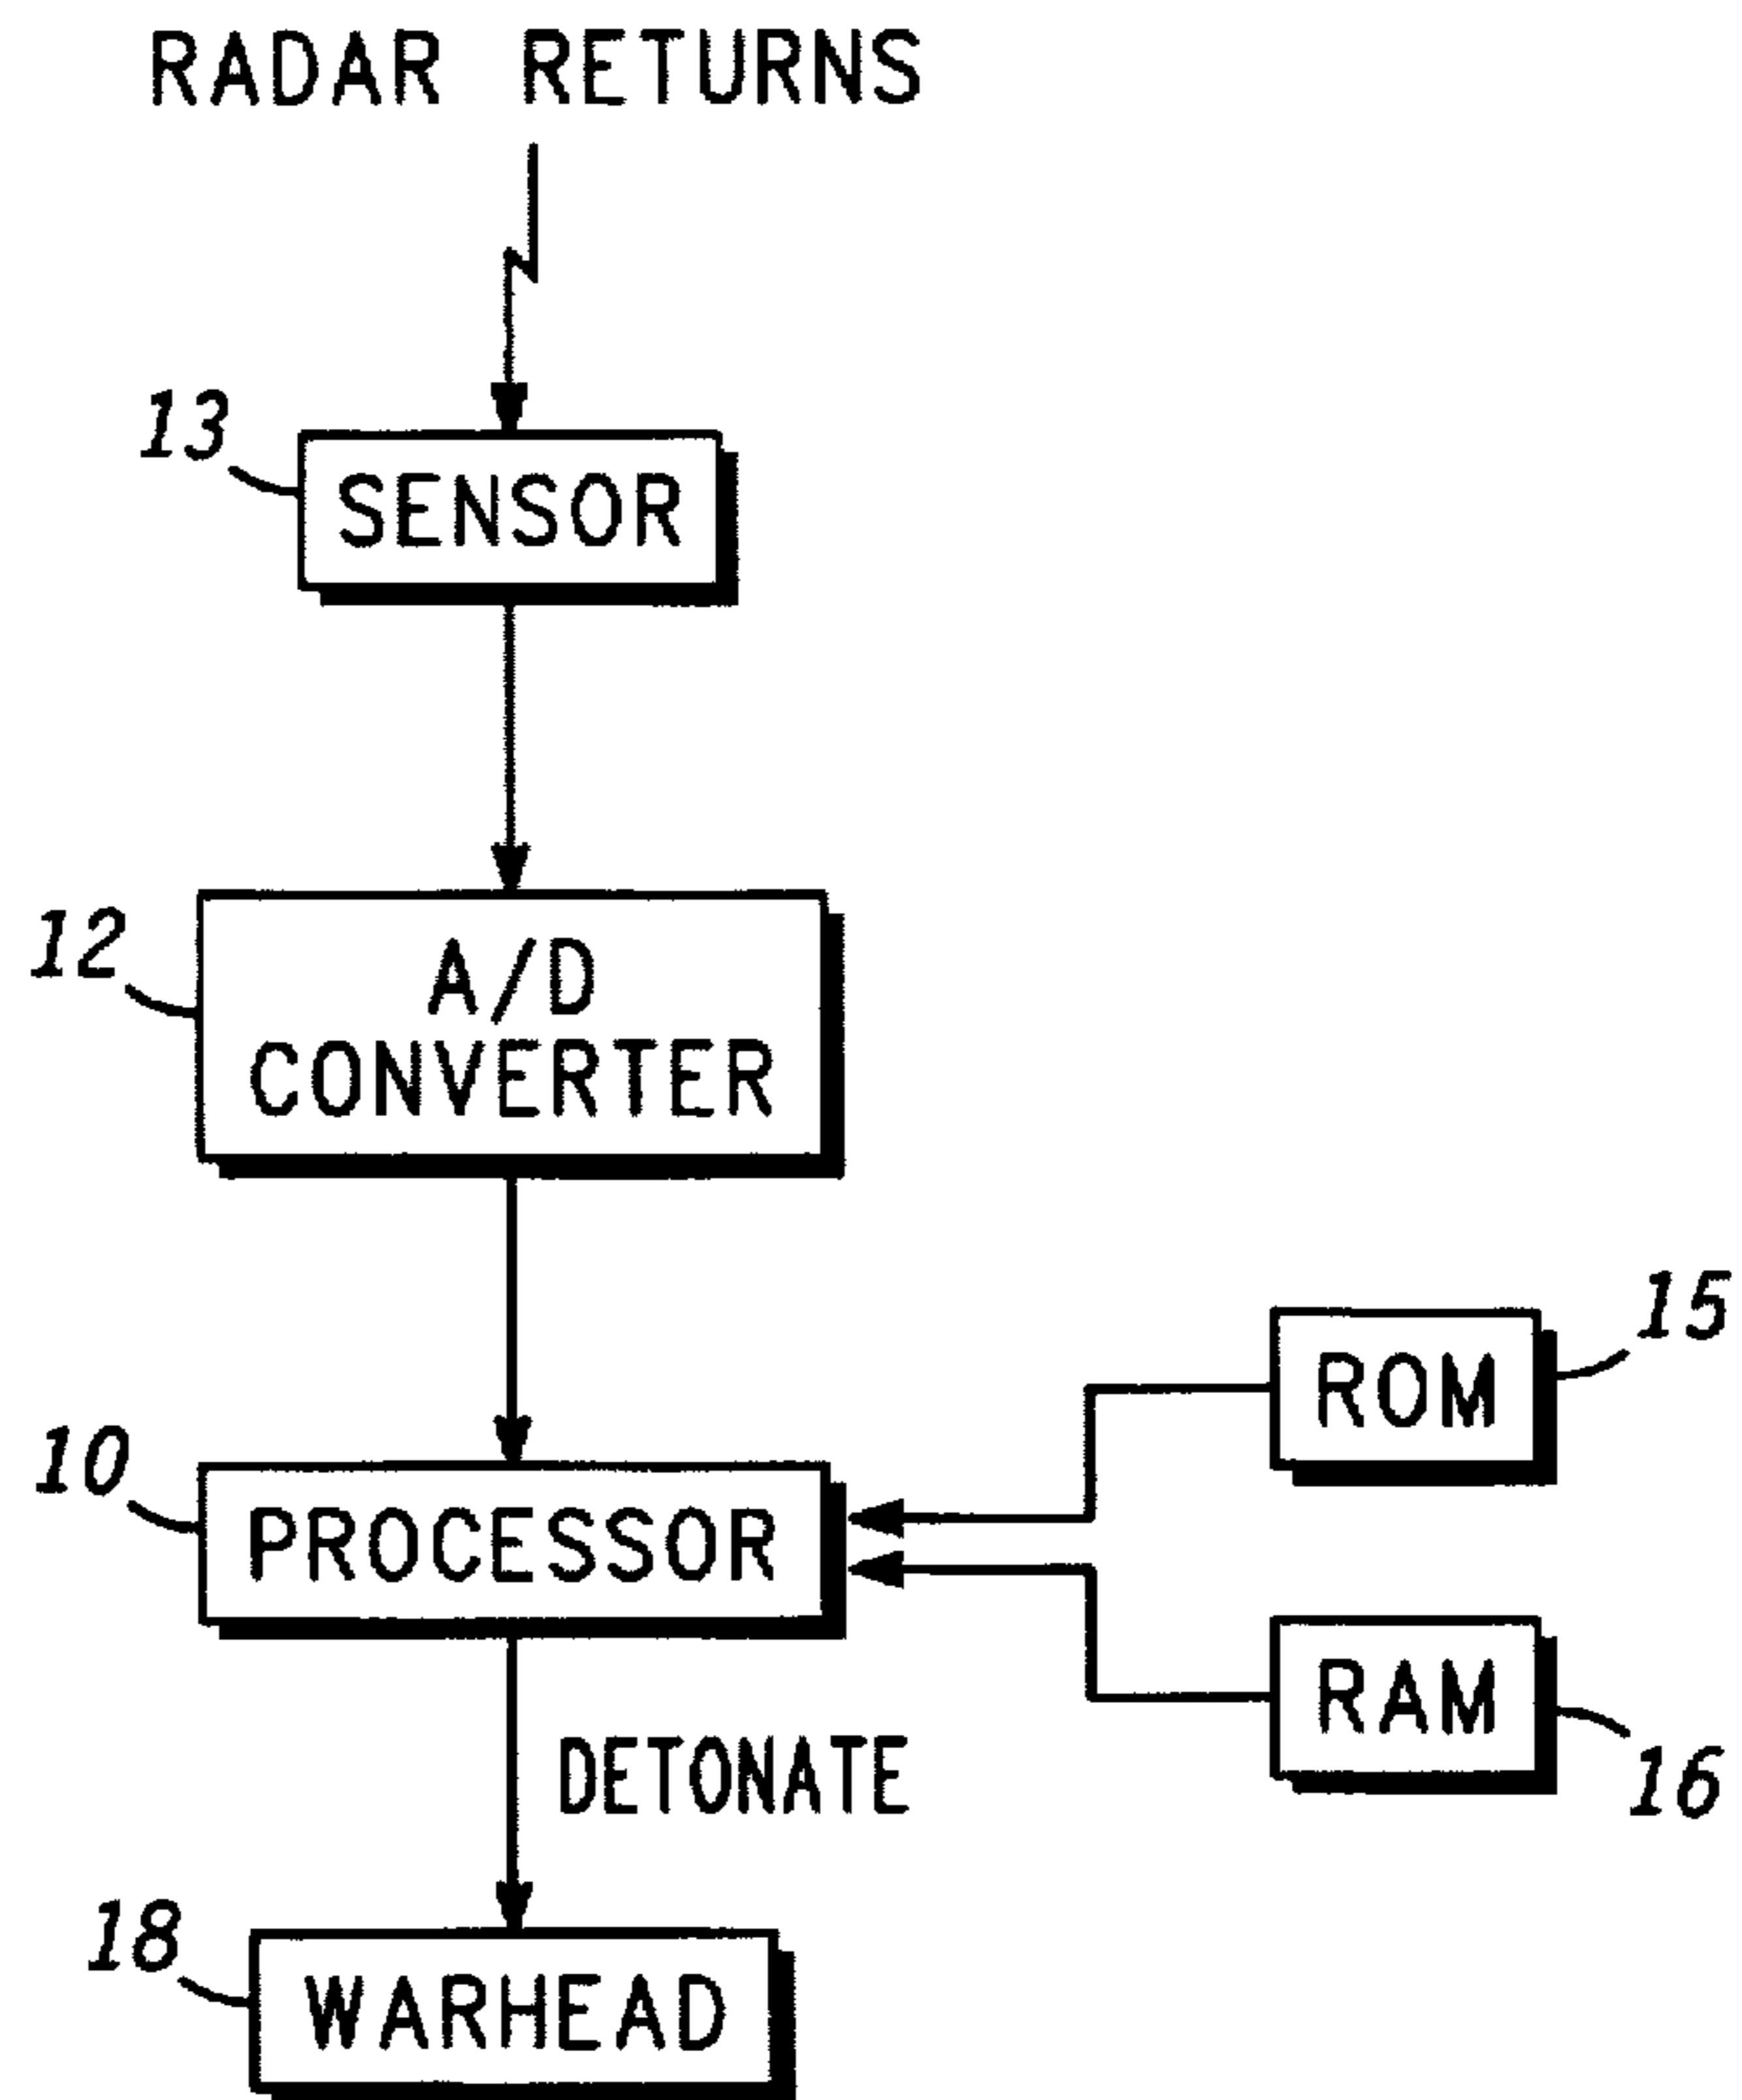 RADAR RETURNS
13
SENSOR
12
A/D
CONVERTER
15
ROM
10
PROCESSOR
RAM
16
DETONATE
18
WARHEAD